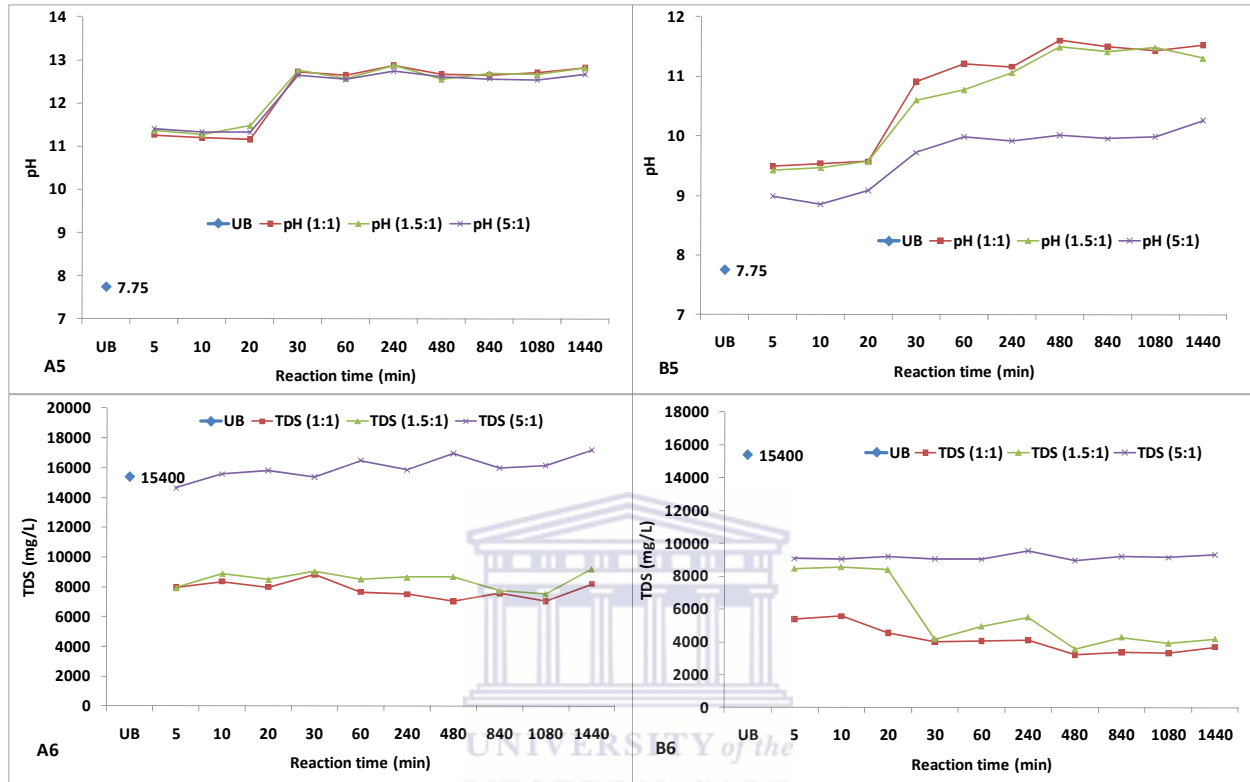 14
13
12
11
10
9
8
7
pH
UB pH (1:1) pH (1.5:1) pH (5:1)
7.75
UB 5 10 20 30 60 240 480 840 1080 1440
A5
Reaction time (min)
12
11
10
9
8
7
pH
UB pH (1:1) pH (1.5:1) pH (5:1)
7.75
UB 5 10 20 30 60 240 480 840 1080 1440
B5
Reaction time (min)
20000
18000
16000
14000
12000
10000
8000
6000
4000
2000
0
TDS (mg/L)
UB TDS (1:1) TDS (1.5:1) TDS (5:1)
15400
UB 5 10 20 30 60 240 480 840 1080 1440
A6
Reaction time (min)
18000
16000
14000
12000
10000
8000
6000
4000
2000
0
TDS (mg/L)
UB TDS (1:1) TDS (1.5:1) TDS (5:1)
15400
UB 5 10 20 30 60 240 480 840 1080 1440
B6
Reaction time (min)
UNIVERSITY of the